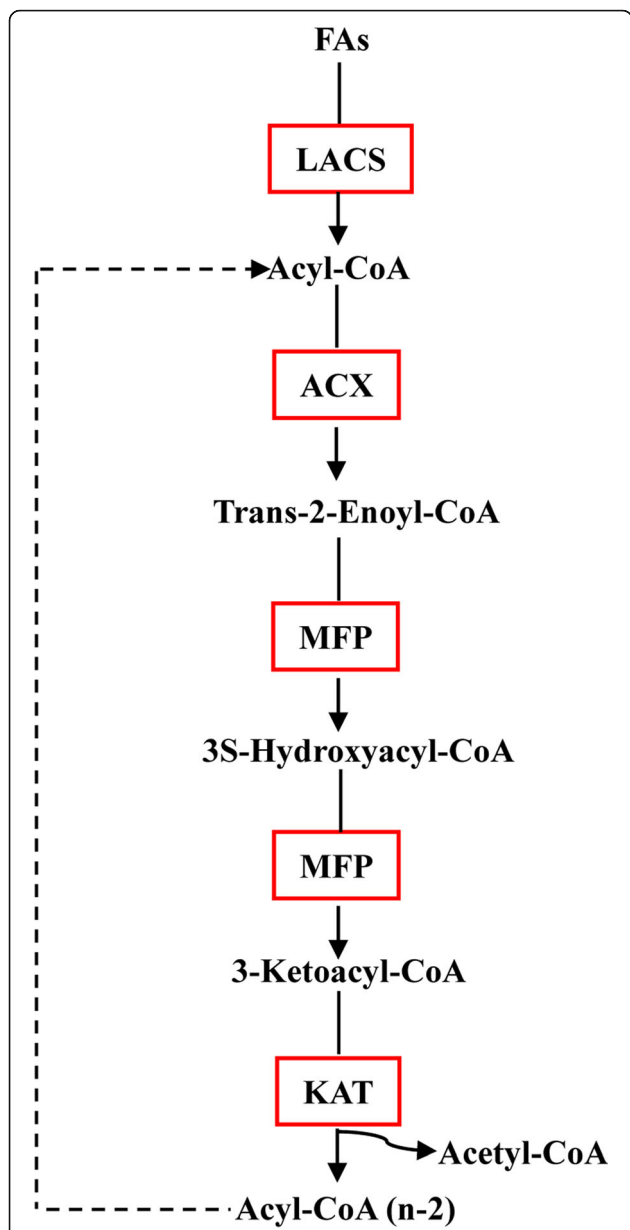 FAs
LACS
Acyl-CoA
ACX
Trans-2-Enoyl-CoA
MFP
3S-Hydroxyacyl-CoA
MFP
3-Ketoacyl-CoA
KAT
Acetyl-CoA
Acyl-CoA (n-2)